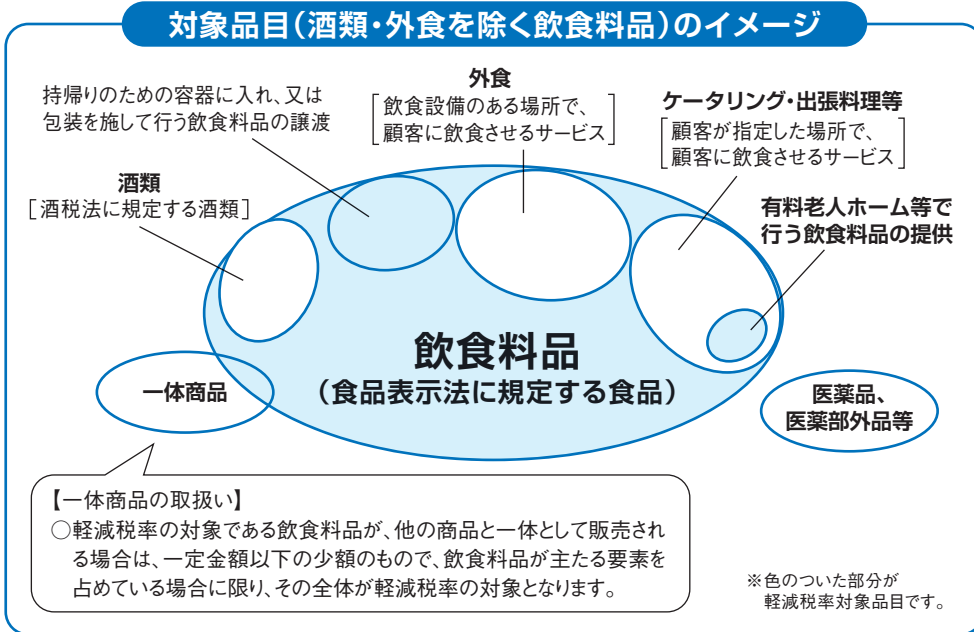 対象品目(酒類・外食を除く飲食料品)のイメージ
持帰りのための容器に入れ、又は
包装を施して行う飲食料品の譲渡
外食
[飲食設備のある場所で、
顧客に飲食させるサービス]
ケータリング・出張料理等
[顧客が指定した場所で、
顧客に飲食させるサービス]
酒類
[酒税法に規定する酒類]
有料老人ホーム等で
行う飲食料品の提供
飲食料品
(食品表示法に規定する食品)
一体商品
医薬品、
医薬部外品等
【一体商品の取扱い】
○軽減税率の対象である飲食料品が、他の商品と一体として販売され
る場合は、一定金額以下の少額のもので、飲食料品が主たる要素を
占めている場合に限り、その全体が軽減税率の対象となります。
※色のついた部分が
軽減税率対象品目です。